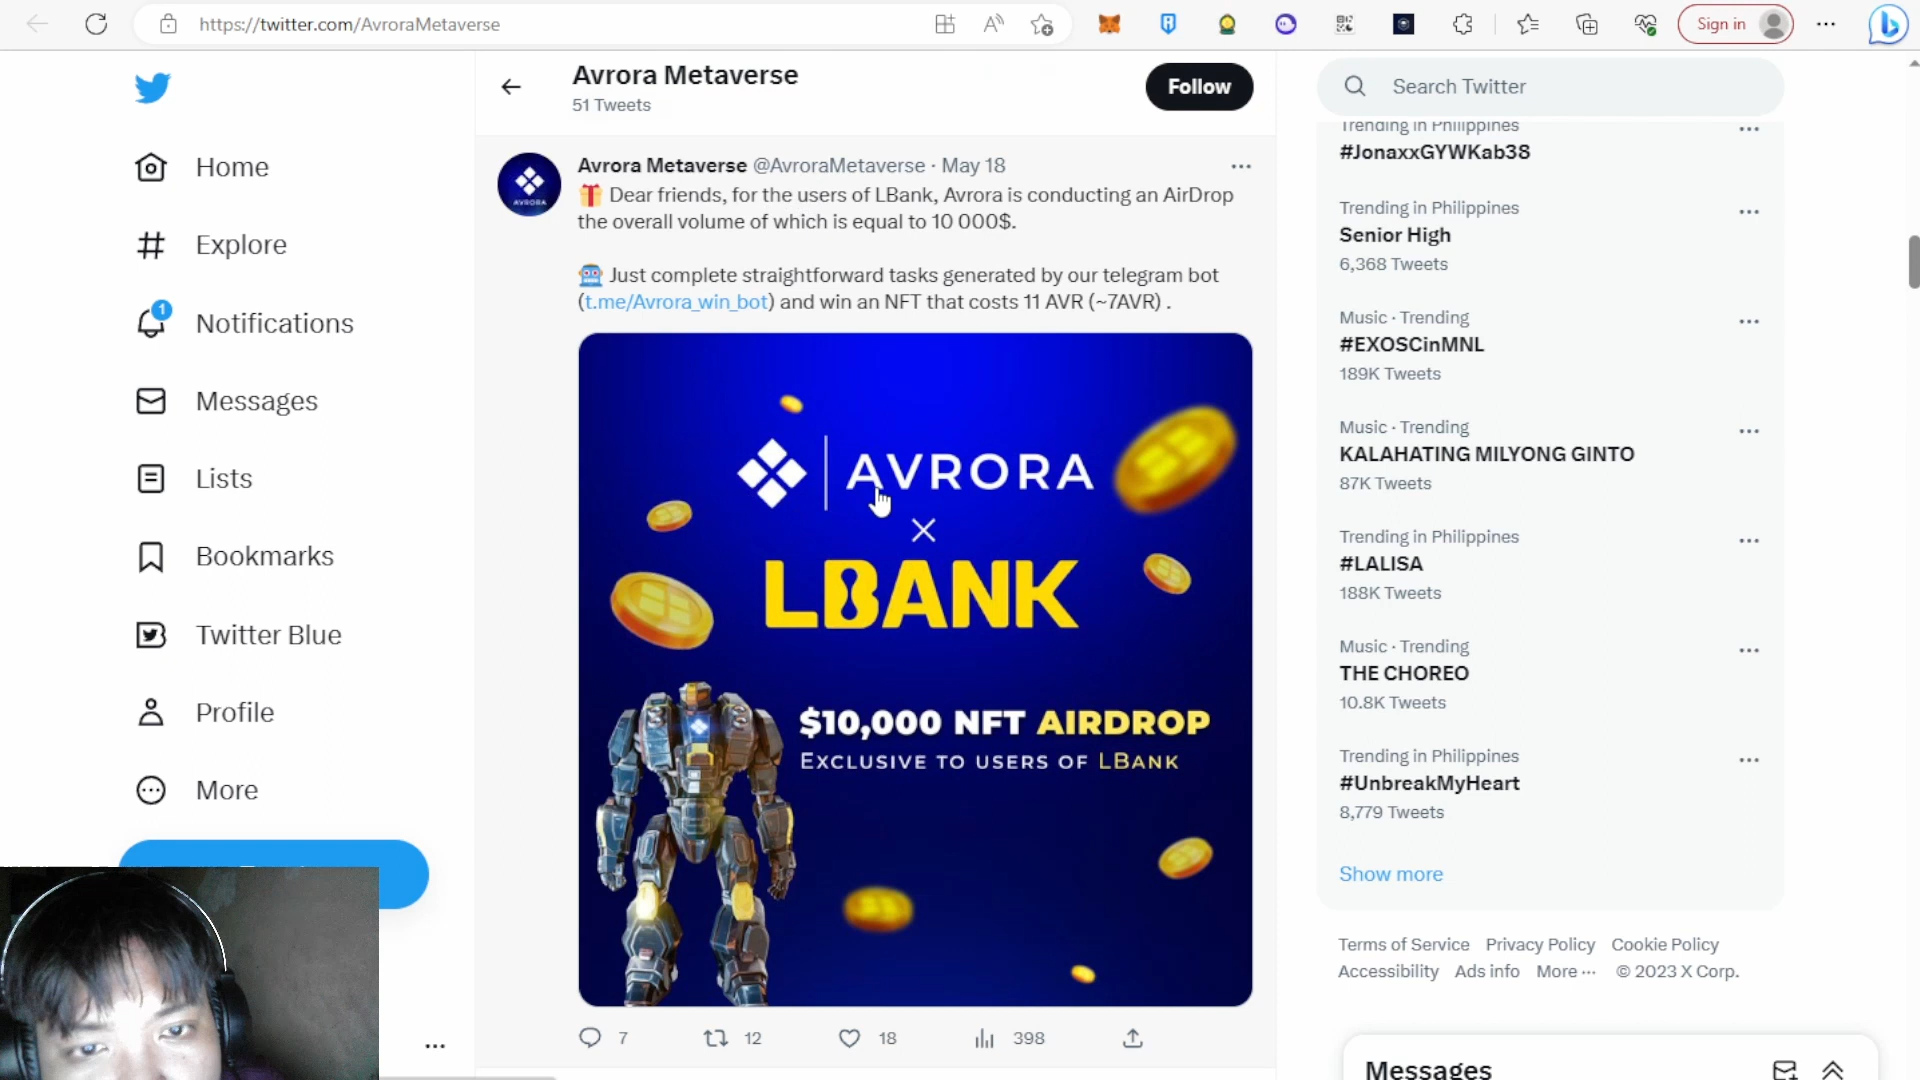 https://twitter.com/AvroraMetaverse
Sign in
Home
Explore
1
Notifications
Messages
Lists
Bookmarks
Twitter Blue
Profile
More
Avrora Metaverse
51 Tweets
Follow
Avrora Metaverse @AvroraMetaverse · May 18
Dear friends, for the users of LBank, Avrora is conducting an AirDrop
the overall volume of which is equal to 10 000$.
Just complete straightforward tasks generated by our telegram bot
(t.me/Avrora_win_bot) and win an NFT that costs 11 AVR (~7AVR) .
AVRORA
AVRORA
×
LBANK
$10,000 NFT AIRDROP
EXCLUSIVE TO USERS OF LBANK
7
12
18
398
Search Twitter
Trending in Philippines
#JonaxxGYWKab38
Trending in Philippines
Senior High
6,368 Tweets
Music · Trending
#EXOSCinMNL
189K Tweets
Music · Trending
KALAHATING MILYONG GINTO
87K Tweets
Trending in Philippines
#LALISA
188K Tweets
Music · Trending
THE CHOREO
10.8K Tweets
Trending in Philippines
#UnbreakMyHeart
8,779 Tweets
Show more
Terms of Service Privacy Policy Cookie Policy
Accessibility Ads info More ··· © 2023 X Corp.
Messages